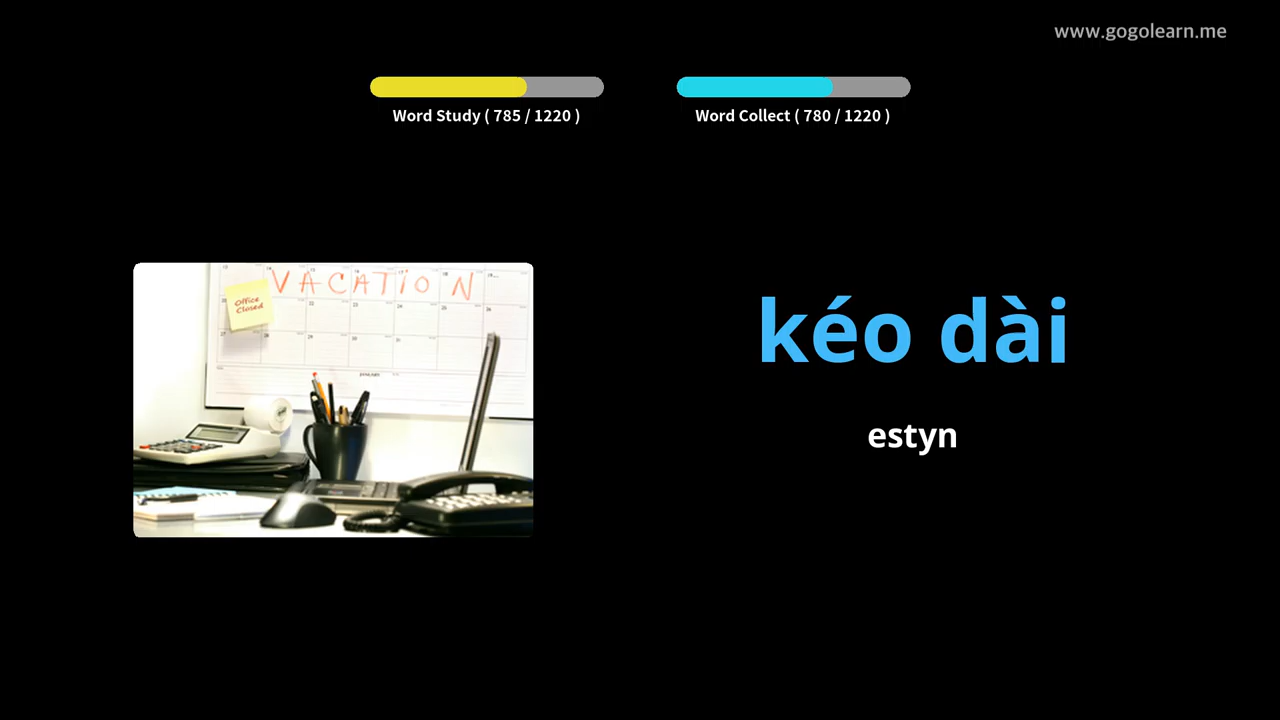 www.gogolearn.me
Word Study ( 785 / 1220 )
Word Collect ( 780 / 1220 )
VACATION
Office
Closed
kéo dài
estyn